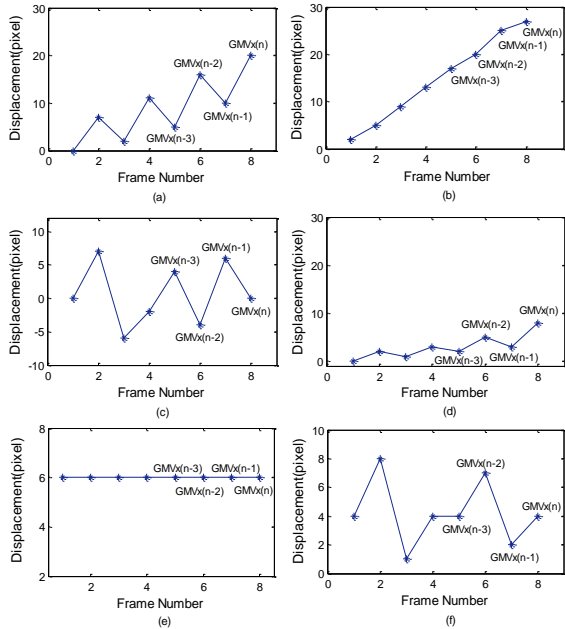 30
20
10
0
0 2 4 6 8
Displacement(pixel)
Frame Number
GMVx(n-3)
GMVx(n-2)
GMVx(n-1)
GMVx(n)
(a)
30
20
10
0
0 2 4 6 8
Displacement(pixel)
Frame Number
GMVx(n)
GMVx(n-1)
GMVx(n-2)
GMVx(n-3)
(b)
10
5
0
-5
-10
0 2 4 6 8
Displacement(pixel)
Frame Number
GMVx(n-3)
GMVx(n-2)
GMVx(n-1)
GMVx(n)
(c)
30
20
10
0
0 2 4 6 8
Displacement(pixel)
Frame Number
GMVx(n-3)
GMVx(n-2)
GMVx(n-1)
GMVx(n)
(d)
8
6
4
2
2 4 6 8
Displacement(pixel)
Frame Number
GMVx(n-3)
GMVx(n-2)
GMVx(n-1)
GMVx(n)
(e)
10
8
6
4
2
0
0 2 4 6 8
Displacement(pixel)
Frame Number
GMVx(n-3)
GMVx(n-2)
GMVx(n-1)
GMVx(n)
(f)